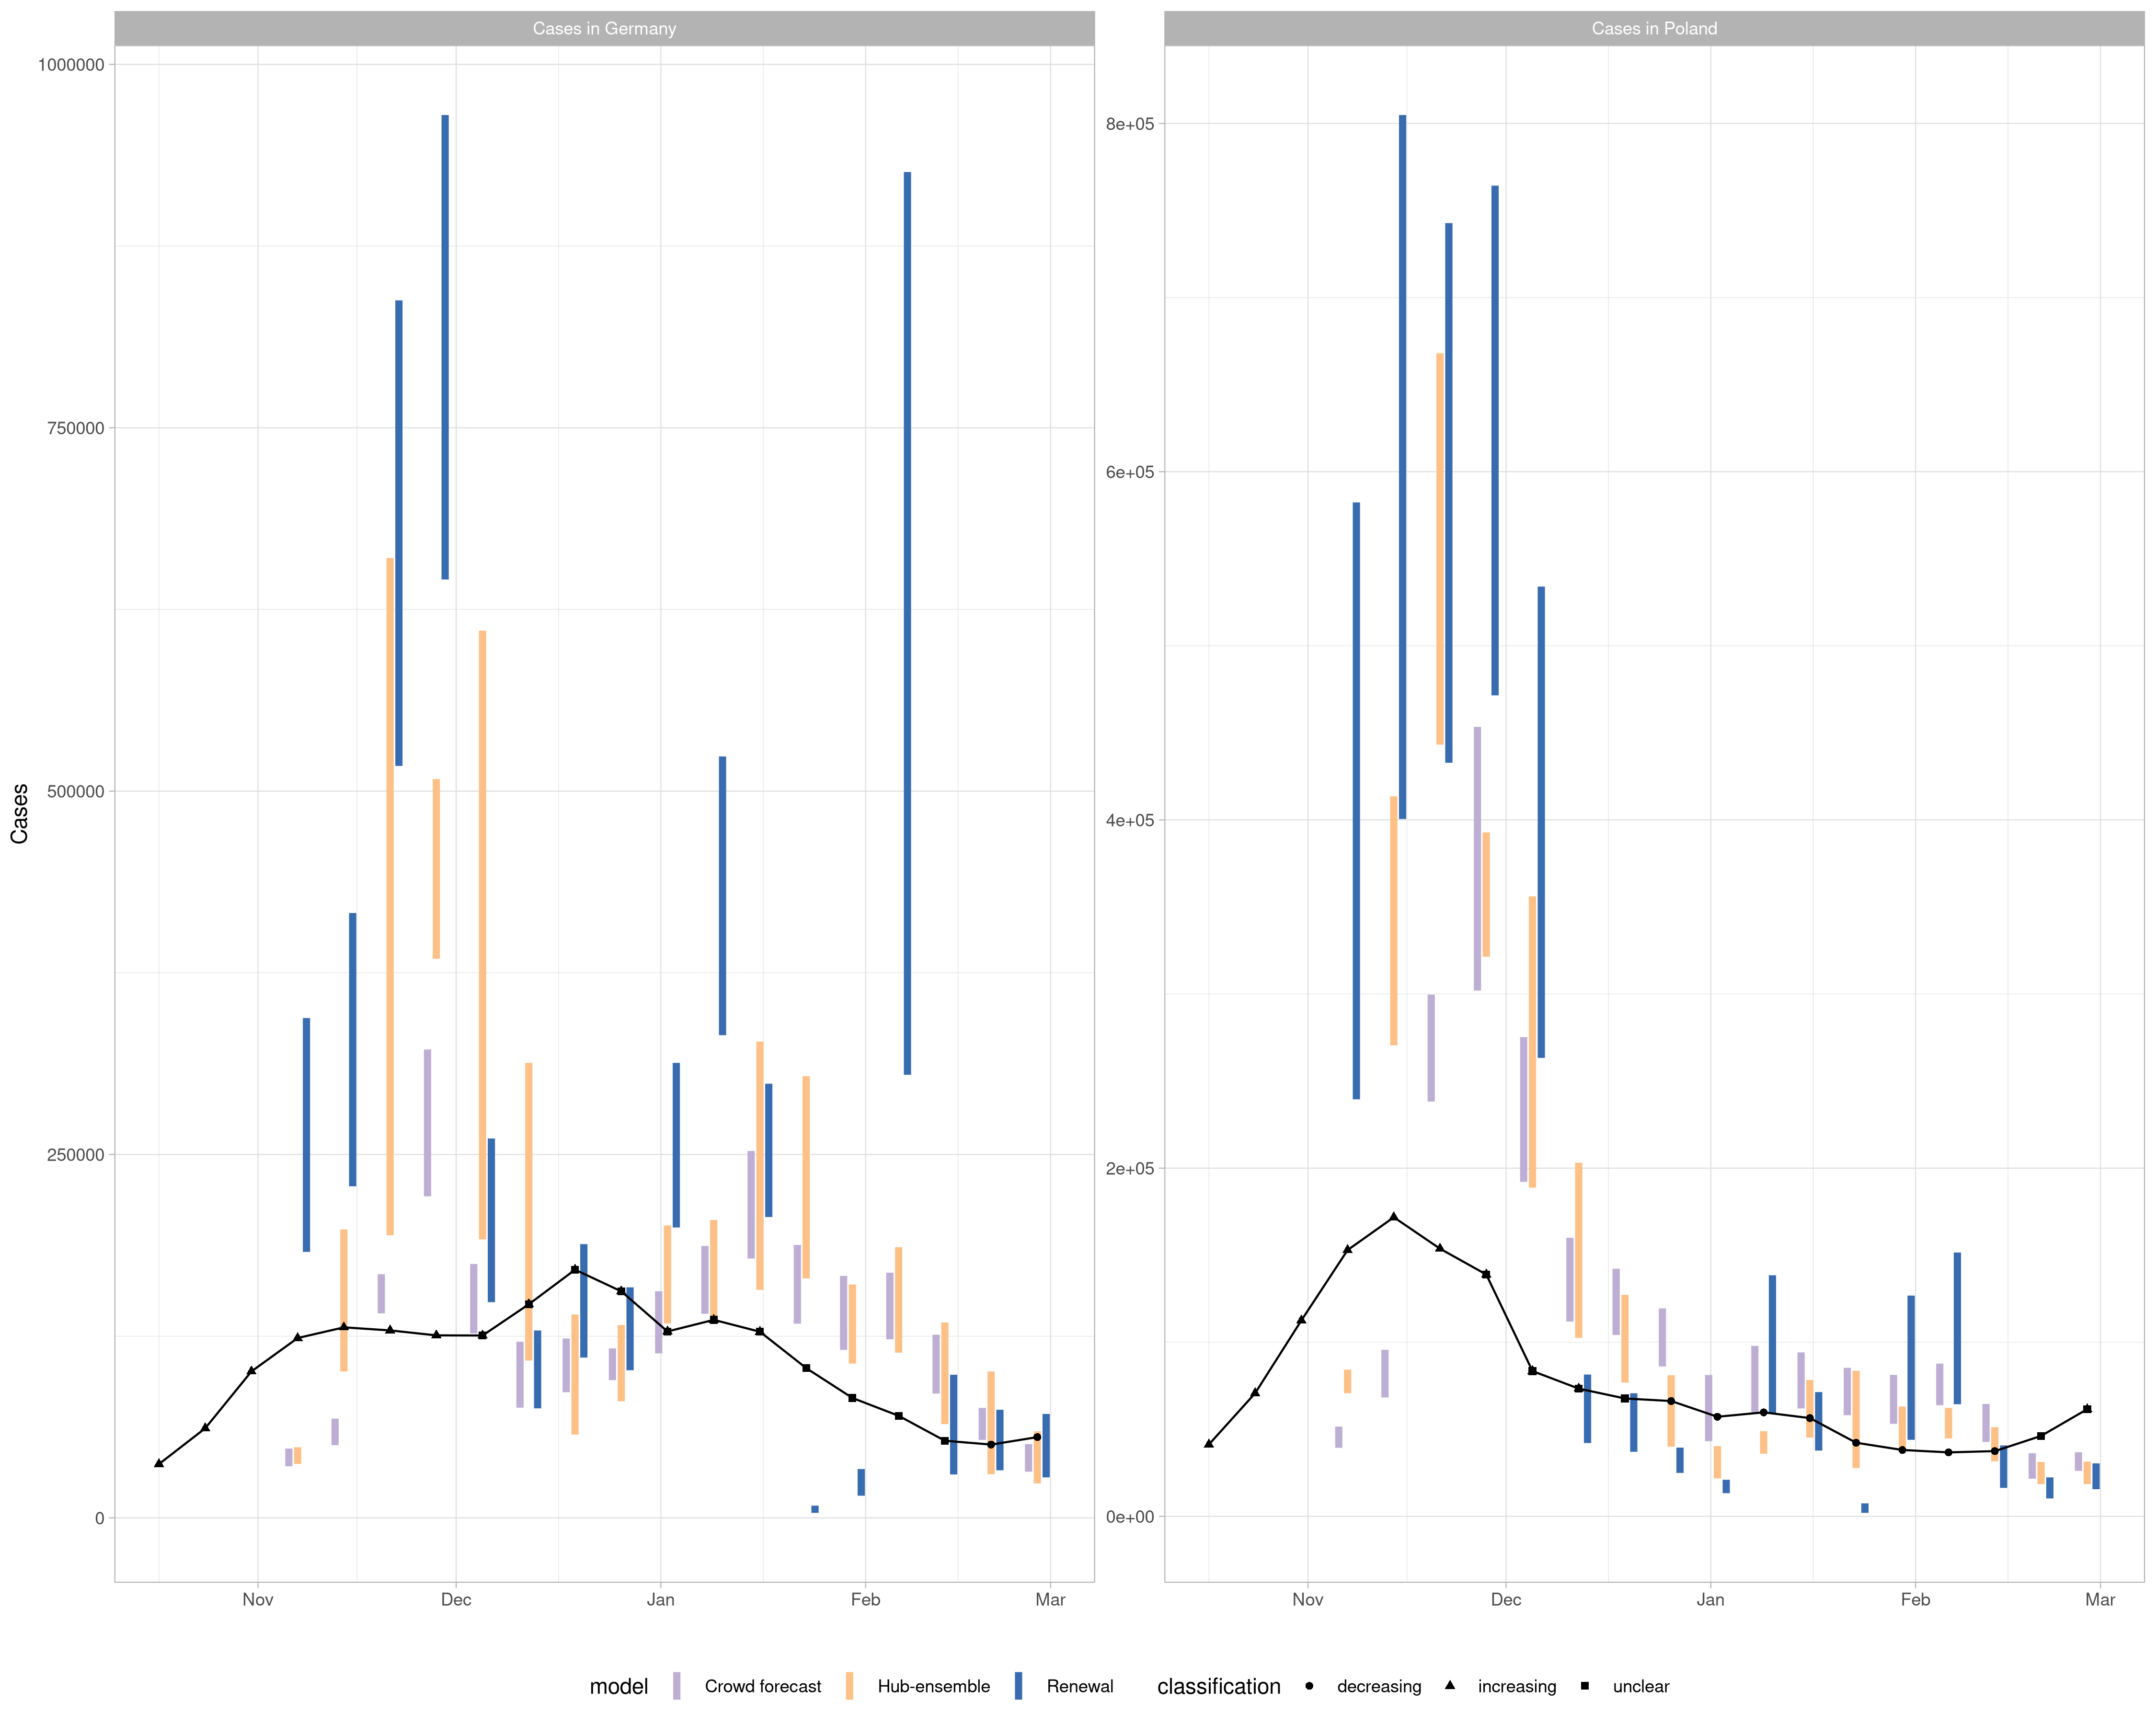 Cases in Germany
Cases in Poland
Cases
1000000
750000
500000
250000
0
8e+05
6e+05
4e+05
2e+05
0e+00
Nov Dec Jan Feb Mar
Nov Dec Jan Feb Mar
model Crowd forecast Hub-ensemble Renewal classification decreasing increasing unclear